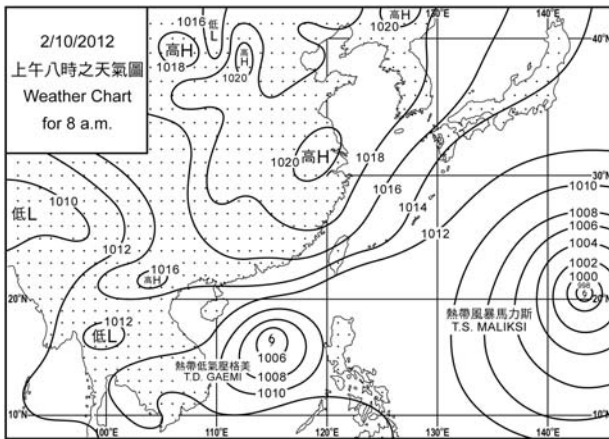 2/10/2012
上午八時之天氣圖
Weather Chart
for 8 a.m.
1016
低
L
高H
1018
高
H
1020
1020
高H
130°E
140°E
40°N
1020
高H
1018
1016
1014
1012
30°N
1010
1008
1006
1004
1002
1000
998
低L
1010
1012
1016
高H
20°N
20°N
1012
低L
熱帶低氣壓格美
T.D. GAEMI
1006
1008
1010
熱帶風暴馬力斯
T.S. MALIKSI
10°N
100°E
110°E
120°E
130°E
140°E
10°N